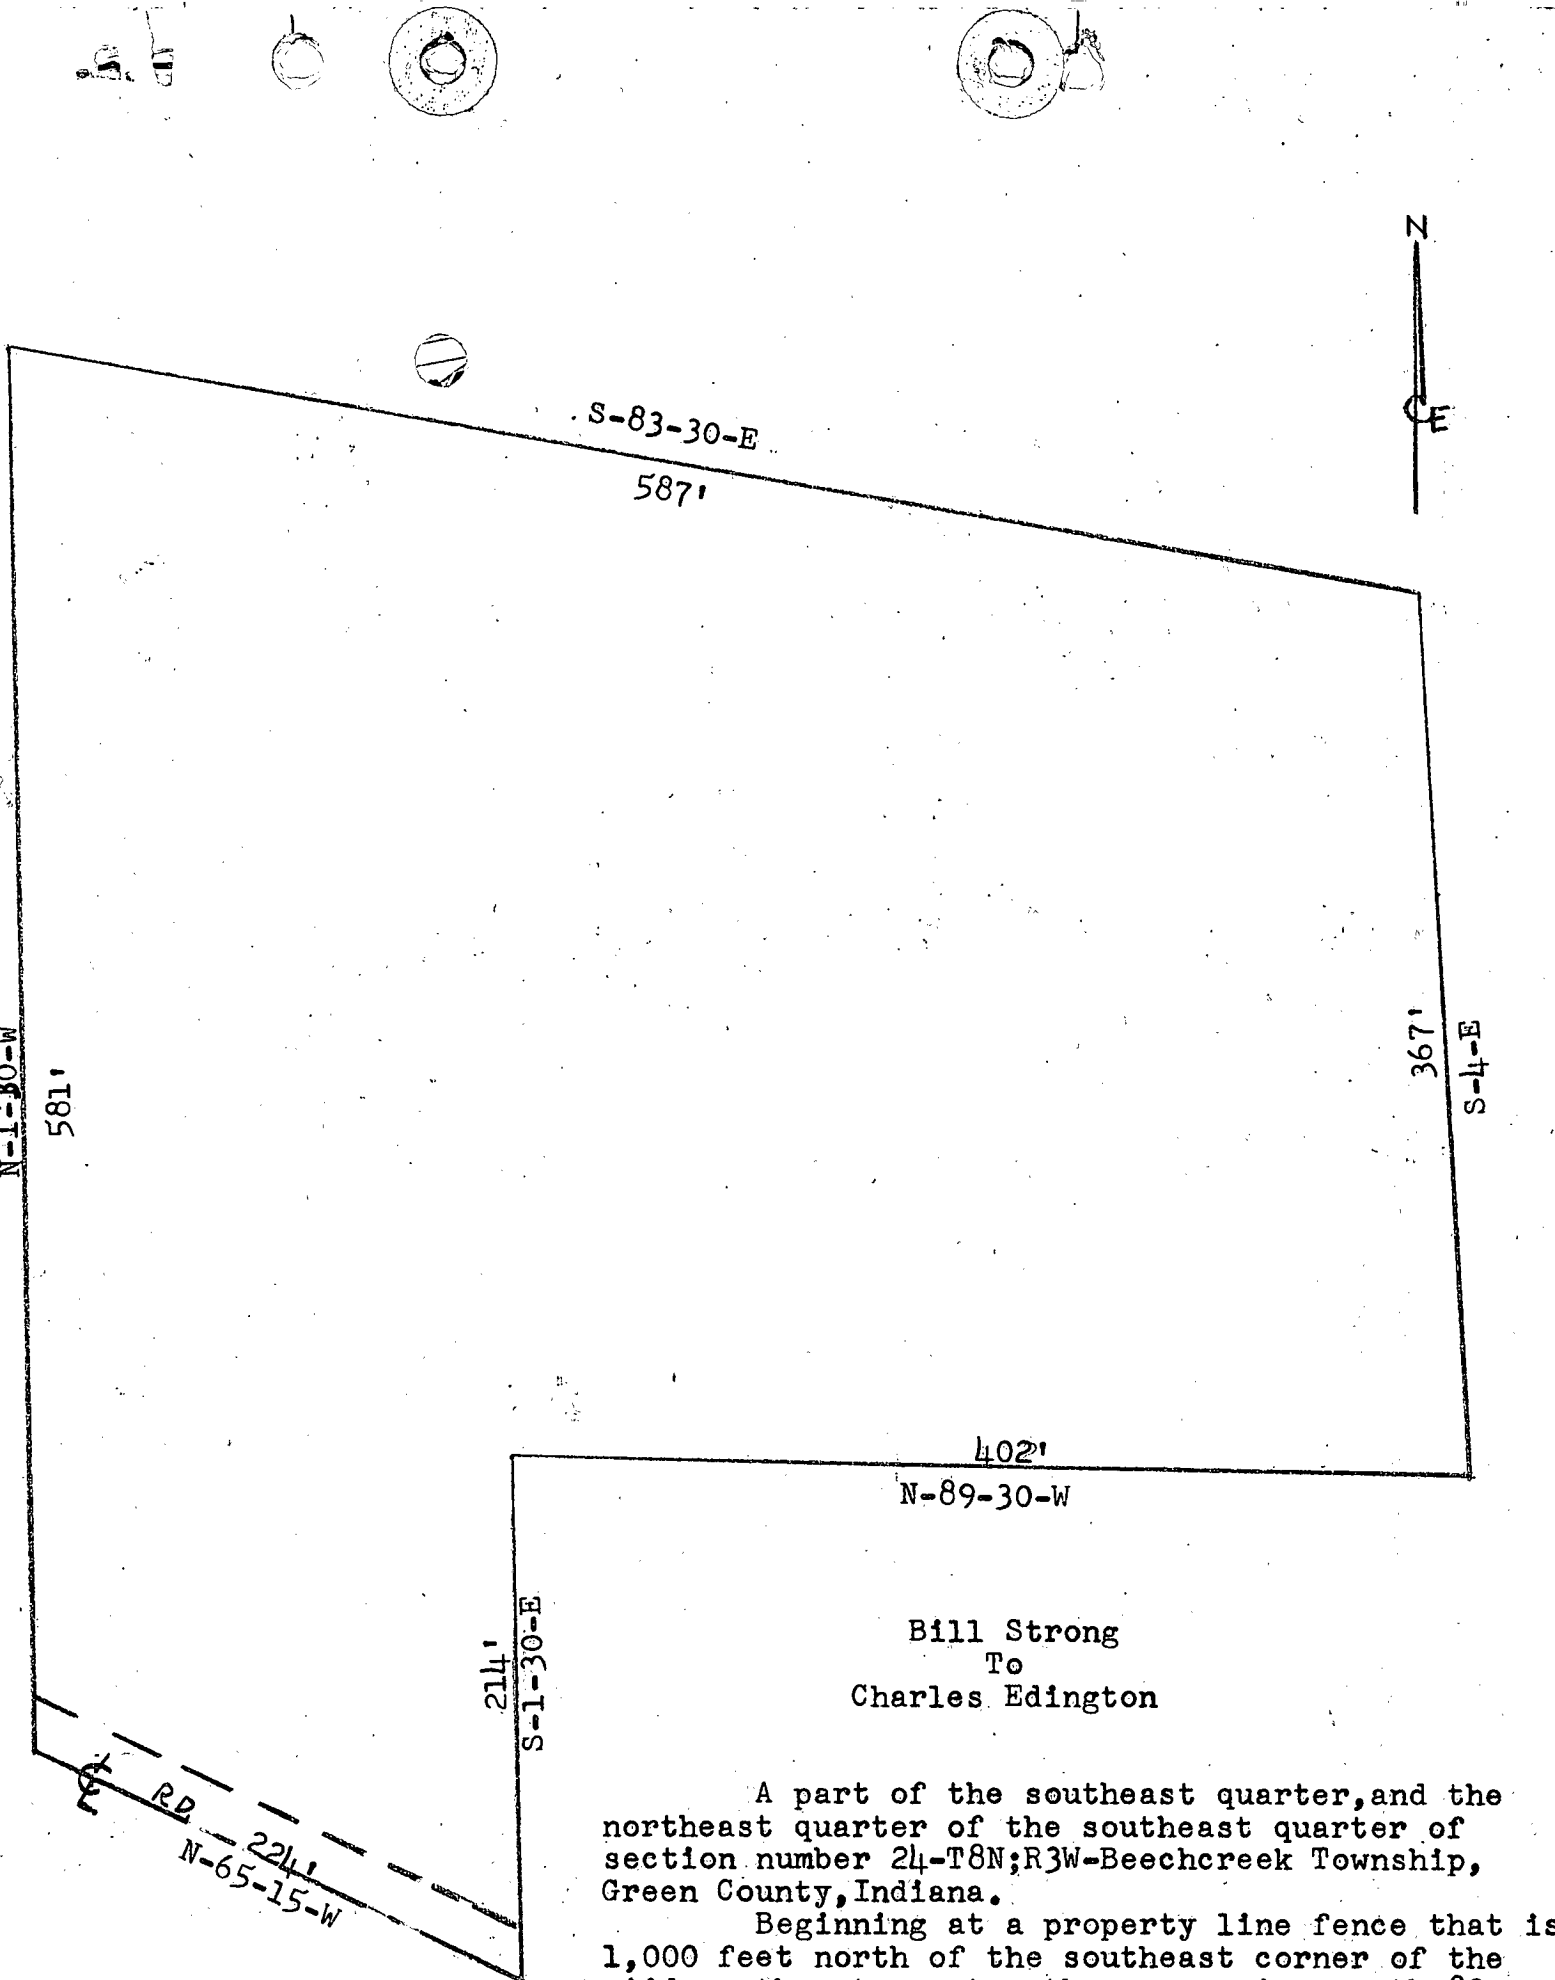 N
E
S-83-30-E
587'
N-1-30-W
581'
367'
S-4-E
402'
N-89-30-W
214'
S-1-30-E
Bill Strong
To
Charles Edington
RD
224'
N-65-15-W
A part of the southeast quarter,and the
northeast quarter of the southeast quarter of
section number 24-T8N;R3W-Beechcreek Township,
Green County,Indiana.
Beginning at a property line fence that is
1,000 feet north of the southeast corner of the